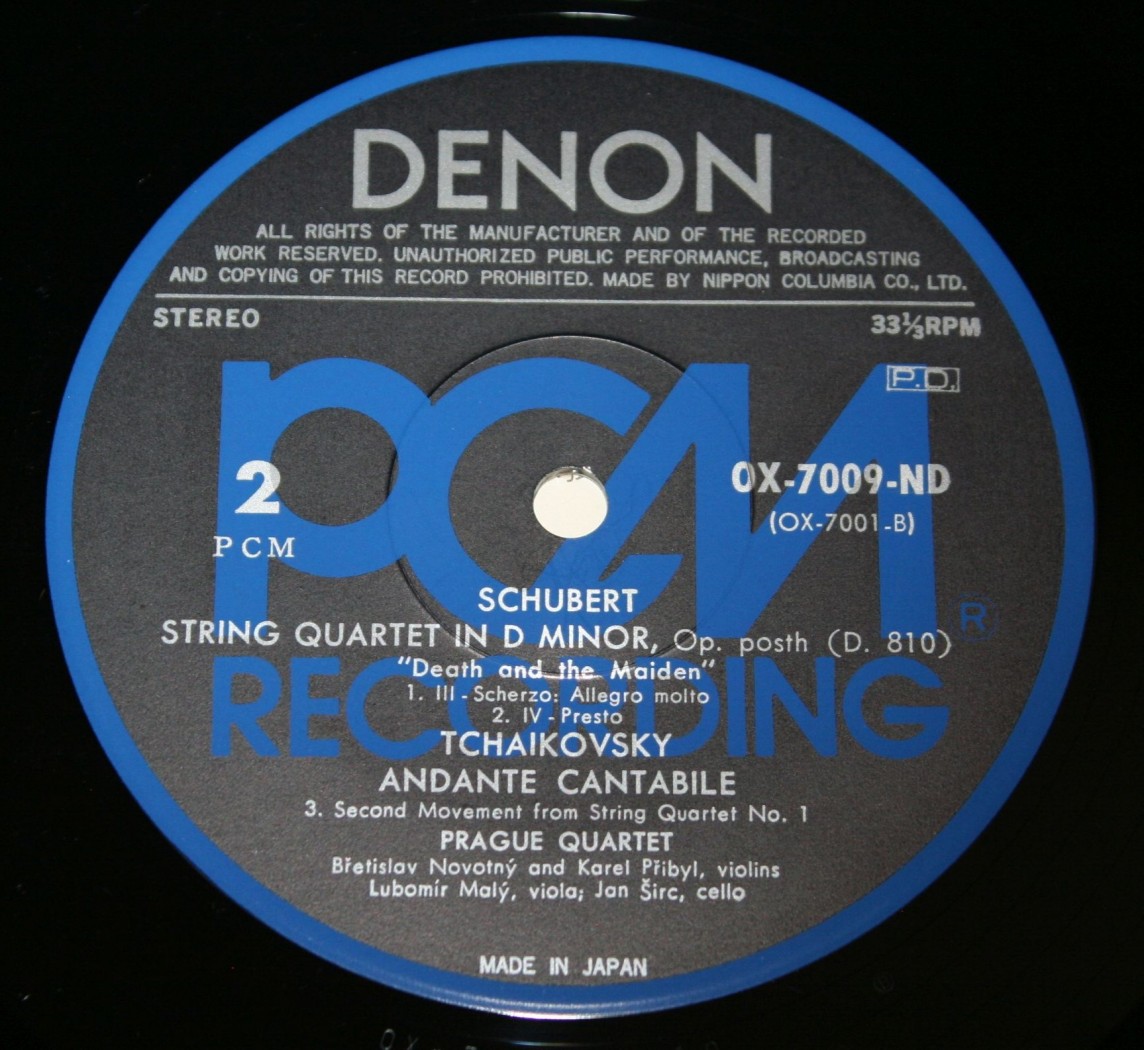 DENON
ALL RIGHTS OF THE MANUFACTURER AND OF THE RECORDED
WORK RESERVED. UNAUTHORIZED PUBLIC PERFORMANCE, BROADCASTING
AND COPYING OF THIS RECORD PROHIBITED. MADE BY NIPPON COLUMBIA CO., LTD.
STEREO
33⅓RPM
P.D.
PCM
RECORDING
®
2
PCM
OX-7009-ND
(OX-7001-B)
SCHUBERT
STRING QUARTET IN D MINOR, Op. posth (D. 810)
"Death and the Maiden"
1. III - Scherzo: Allegro molto
2. IV - Presto
TCHAIKOVSKY
ANDANTE CANTABILE
3. Second Movement from String Quartet No. 1
PRAGUE QUARTET
Břetislav Novotný and Karel Přibyl, violins
Lubomír Malý, viola; Jan Širc, cello
MADE IN JAPAN